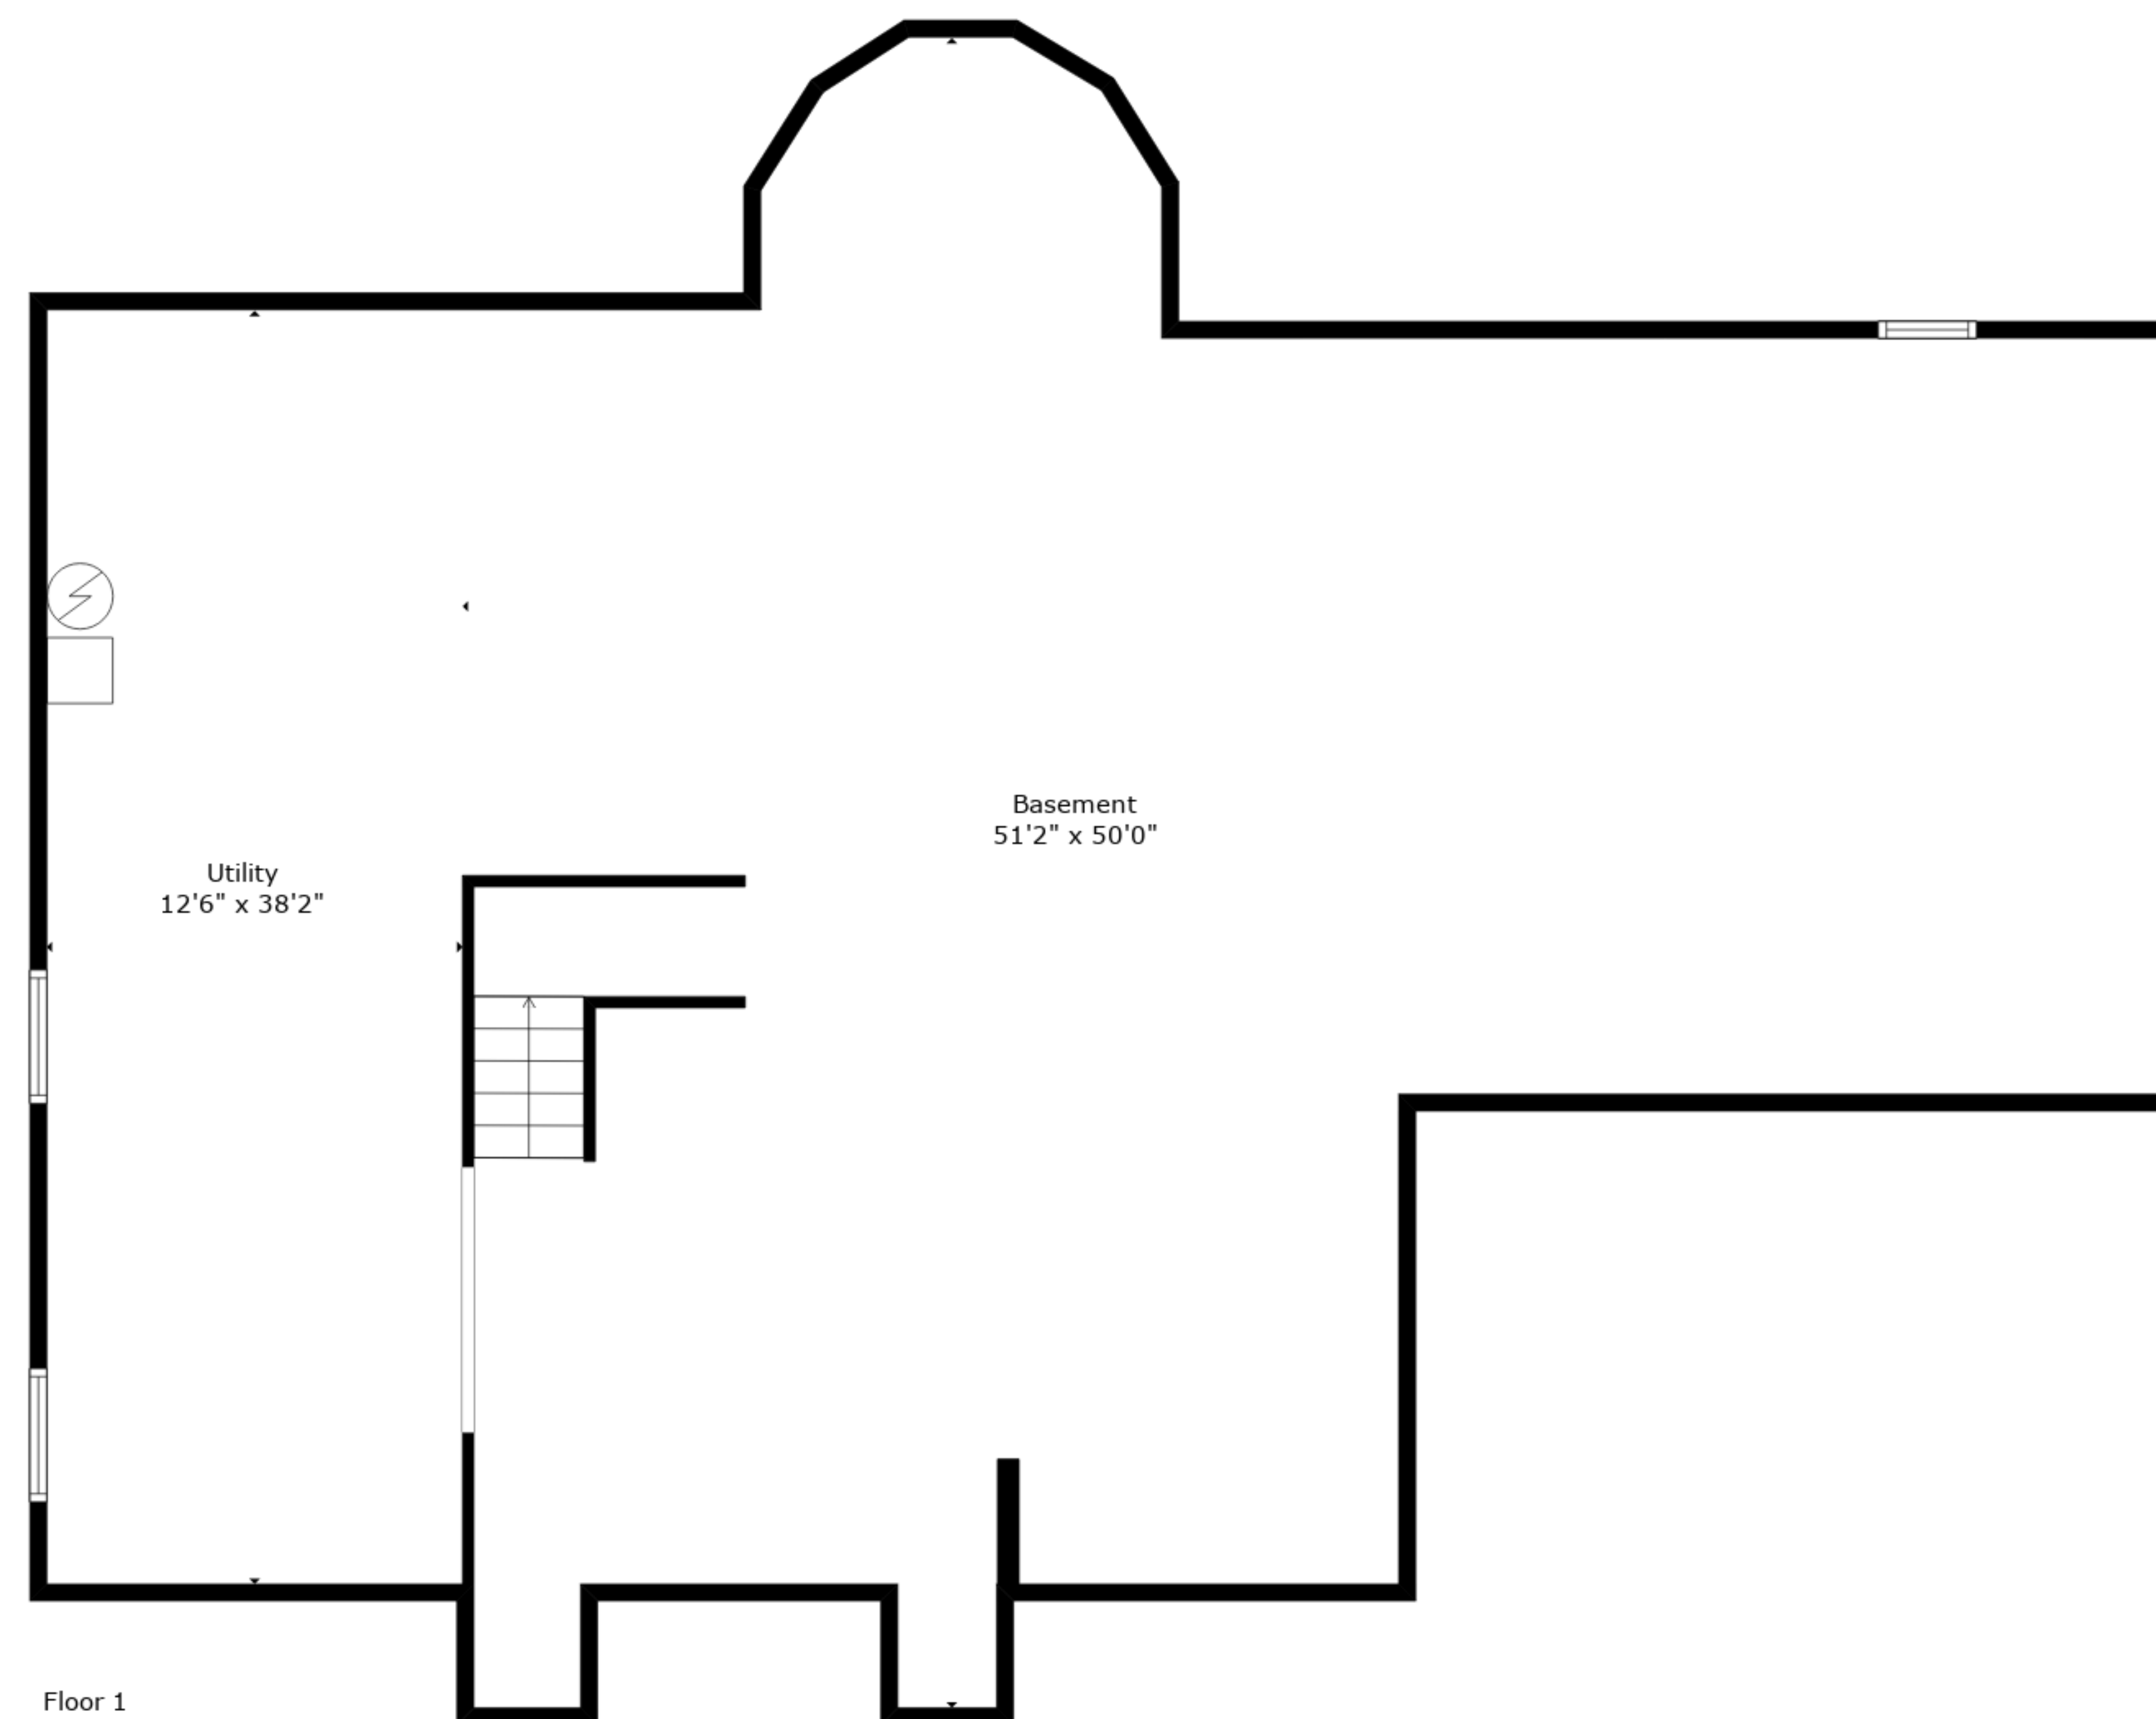 Basement
51'2" x 50'0"
Utility
12'6" x 38'2"
Floor 1